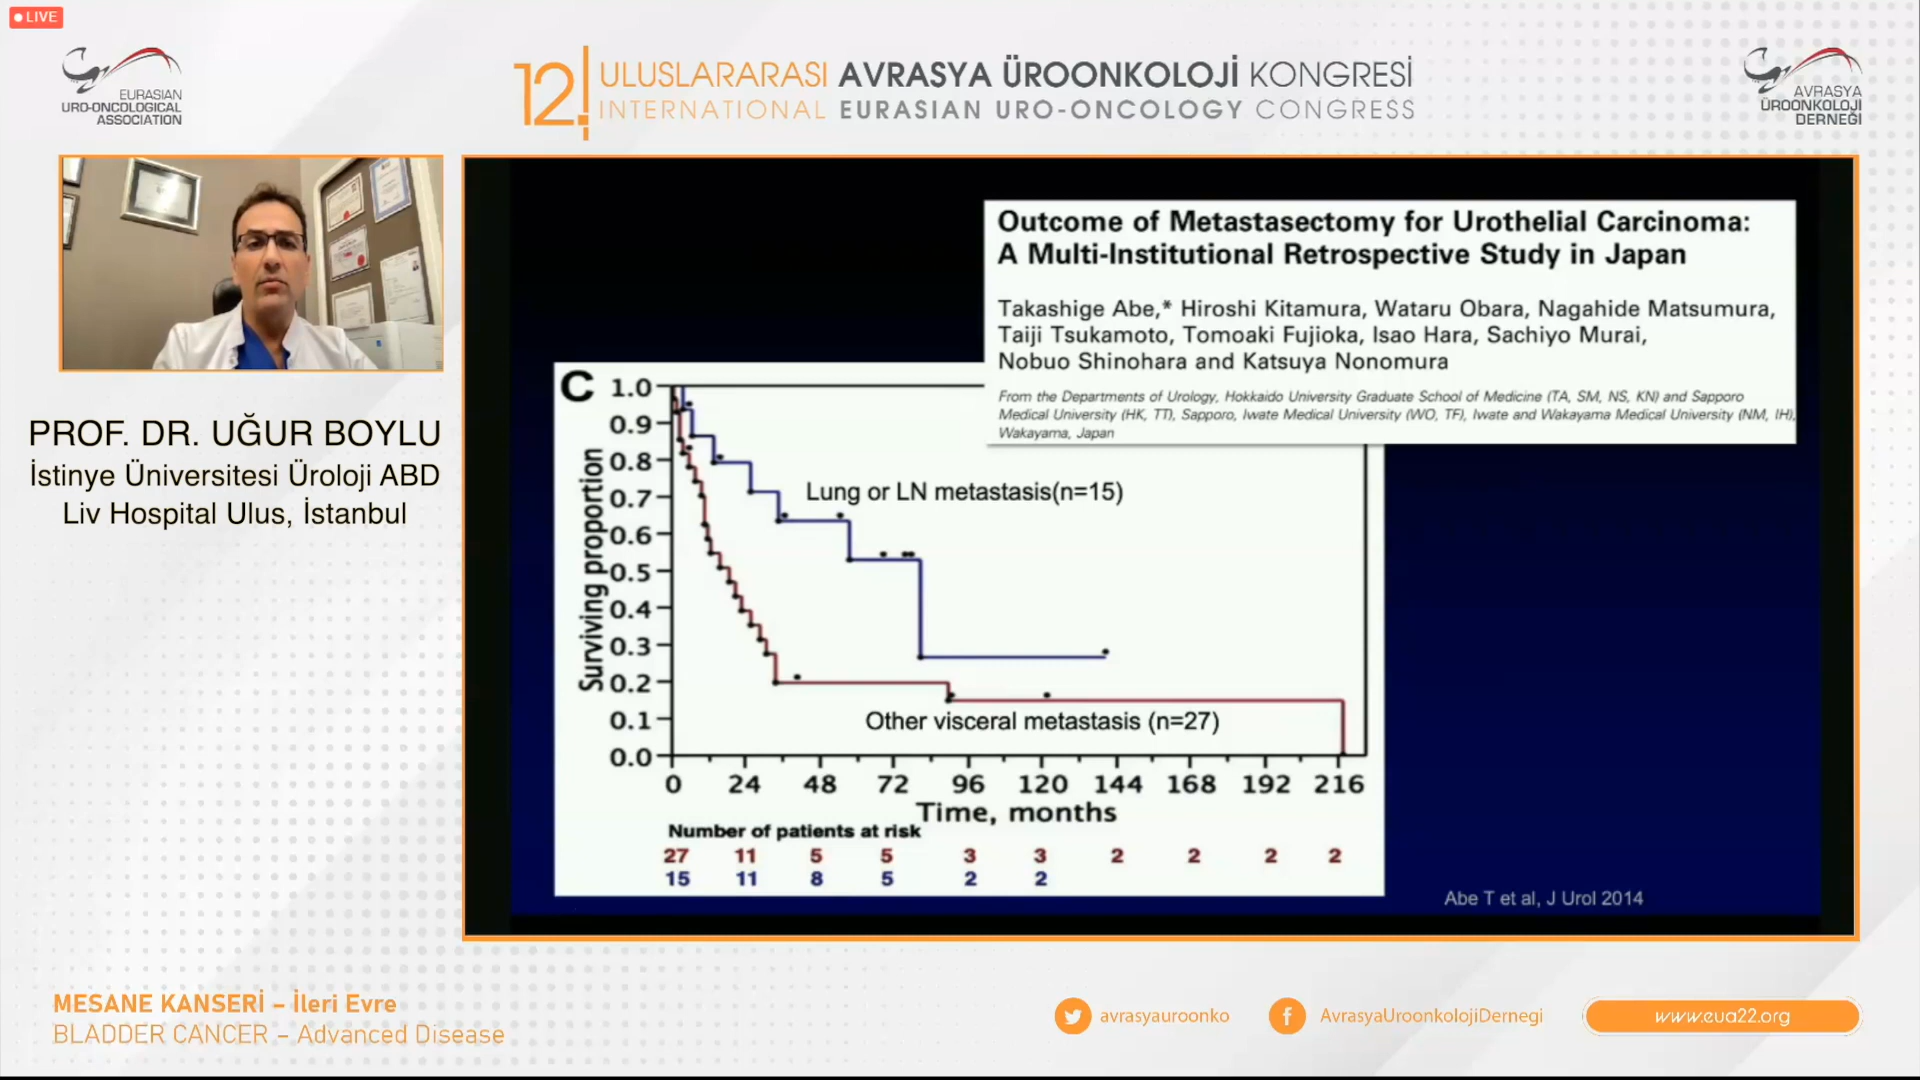 LIVE
EURASIAN
URO-ONCOLOGICAL
ASSOCIATION
12. ULUSLARARASI AVRASYA ÜROONKOLOJİ KONGRESİ
INTERNATIONAL EURASIAN URO-ONCOLOGY CONGRESS
AVRASYA
ÜROONKOLOJİ
DERNEĞİ
PROF. DR. UĞUR BOYLU
İstinye Üniversitesi Üroloji ABD
Liv Hospital Ulus, İstanbul
Outcome of Metastasectomy for Urothelial Carcinoma:
A Multi-Institutional Retrospective Study in Japan
Takashige Abe,* Hiroshi Kitamura, Wataru Obara, Nagahide Matsumura,
Taiji Tsukamoto, Tomoaki Fujioka, Isao Hara, Sachiyo Murai,
Nobuo Shinohara and Katsuya Nonomura
From the Departments of Urology, Hokkaido University Graduate School of Medicine (TA, SM, NS, KN) and Sapporo
Medical University (HK, TT), Sapporo, Iwate Medical University (WO, TF), Iwate and Wakayama Medical University (NM, IH),
Wakayama, Japan
C
Surviving proportion
1.0
0.9
0.8
0.7
0.6
0.5
0.4
0.3
0.2
0.1
0.0
Lung or LN metastasis(n=15)
Other visceral metastasis (n=27)
0 24 48 72 96 120 144 168 192 216
Time, months
Number of patients at risk
27 11 5 5 3 3 2 2 2 2
15 11 8 5 2 2
Abe T et al, J Urol 2014
MESANE KANSERİ – İleri Evre
BLADDER CANCER – Advanced Disease
avrasyauroonko
AvrasyaUroonkolojiDernegi
www.eua22.org